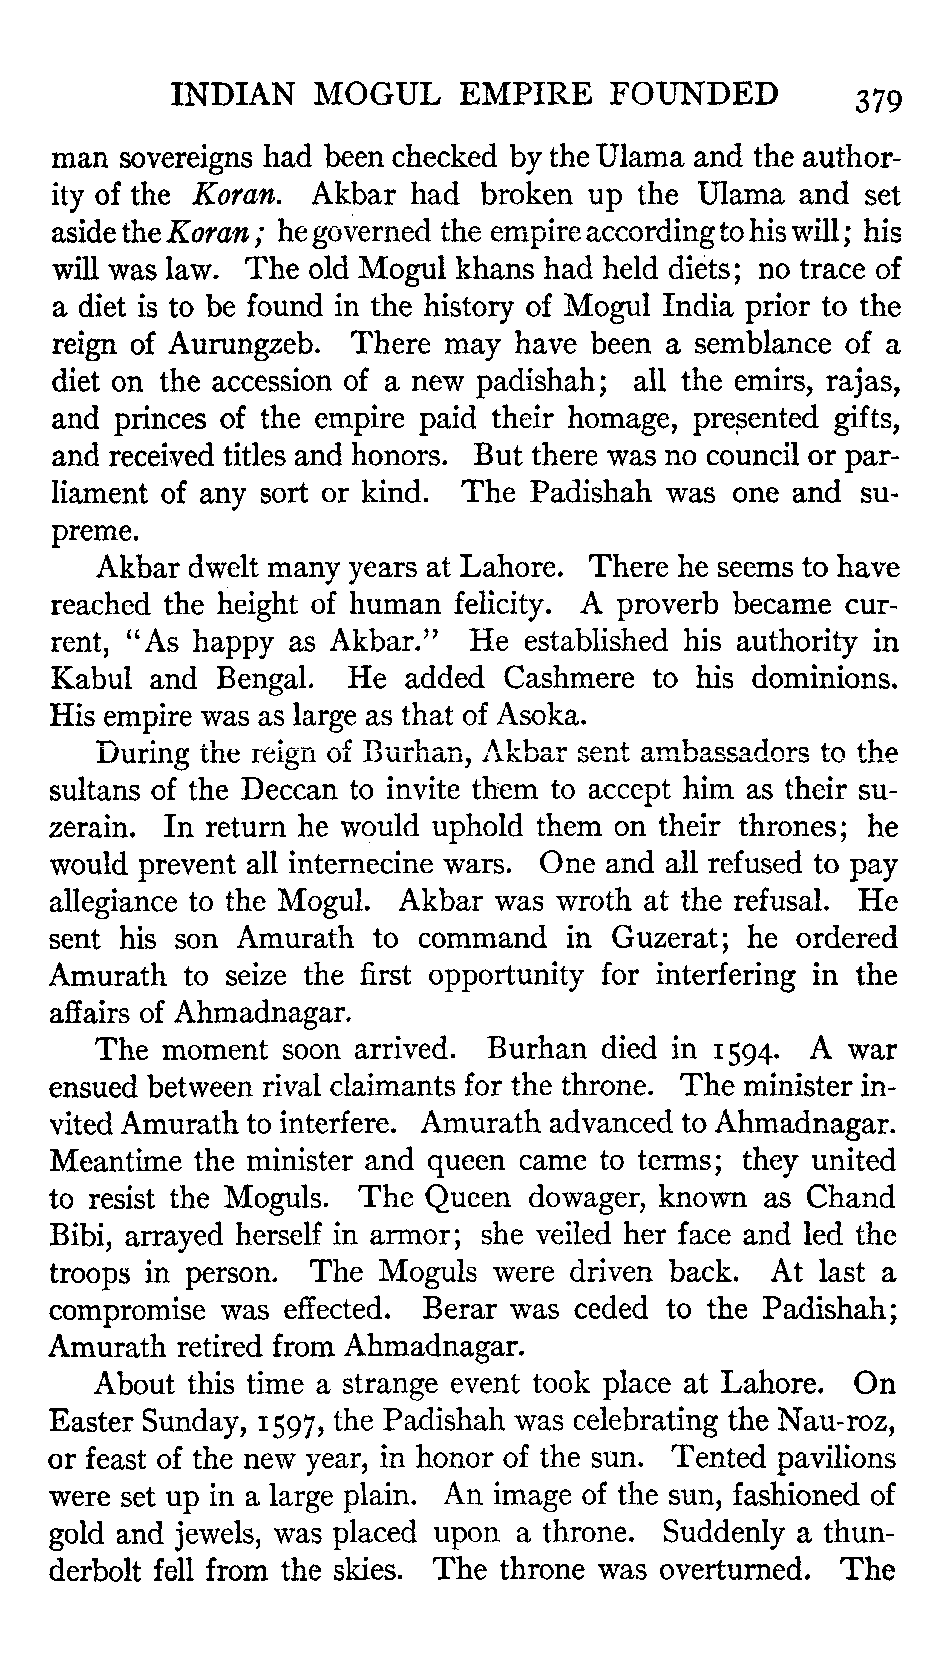 INDIAN MOGUL EMPIRE FOUNDED 379
man sovereigns had been checked by the Ulama and the author-
ity of the Koran. Akbar had broken up the Ulama and set
aside the Koran; he governed the empire according to his will; his
will was law. The old Mogul khans had held diets; no trace of
a diet is to be found in the history of Mogul India prior to the
reign of Aurungzeb. There may have been a semblance of a
diet on the accession of a new padishah; all the emirs, rajas,
and princes of the empire paid their homage, presented gifts,
and received titles and honors. But there was no council or par-
liament of any sort or kind. The Padishah was one and su-
preme.
Akbar dwelt many years at Lahore. There he seems to have
reached the height of human felicity. A proverb became cur-
rent, "As happy as Akbar." He established his authority in
Kabul and Bengal. He added Cashmere to his dominions.
His empire was as large as that of Asoka.
During the reign of Burhan, Akbar sent ambassadors to the
sultans of the Deccan to invite them to accept him as their su-
zerain. In return he would uphold them on their thrones; he
would prevent all internecine wars. One and all refused to pay
allegiance to the Mogul. Akbar was wroth at the refusal. He
sent his son Amurath to command in Guzerat; he ordered
Amurath to seize the first opportunity for interfering in the
affairs of Ahmadnagar.
The moment soon arrived. Burhan died in 1594. A war
ensued between rival claimants for the throne. The minister in-
vited Amurath to interfere. Amurath advanced to Ahmadnagar.
Meantime the minister and queen came to terms; they united
to resist the Moguls. The Queen dowager, known as Chand
Bibi, arrayed herself in armor; she veiled her face and led the
troops in person. The Moguls were driven back. At last a
compromise was effected. Berar was ceded to the Padishah;
Amurath retired from Ahmadnagar.
About this time a strange event took place at Lahore. On
Easter Sunday, 1597, the Padishah was celebrating the Nau-roz,
or feast of the new year, in honor of the sun. Tented pavilions
were set up in a large plain. An image of the sun, fashioned of
gold and jewels, was placed upon a throne. Suddenly a thun-
derbolt fell from the skies. The throne was overturned. The